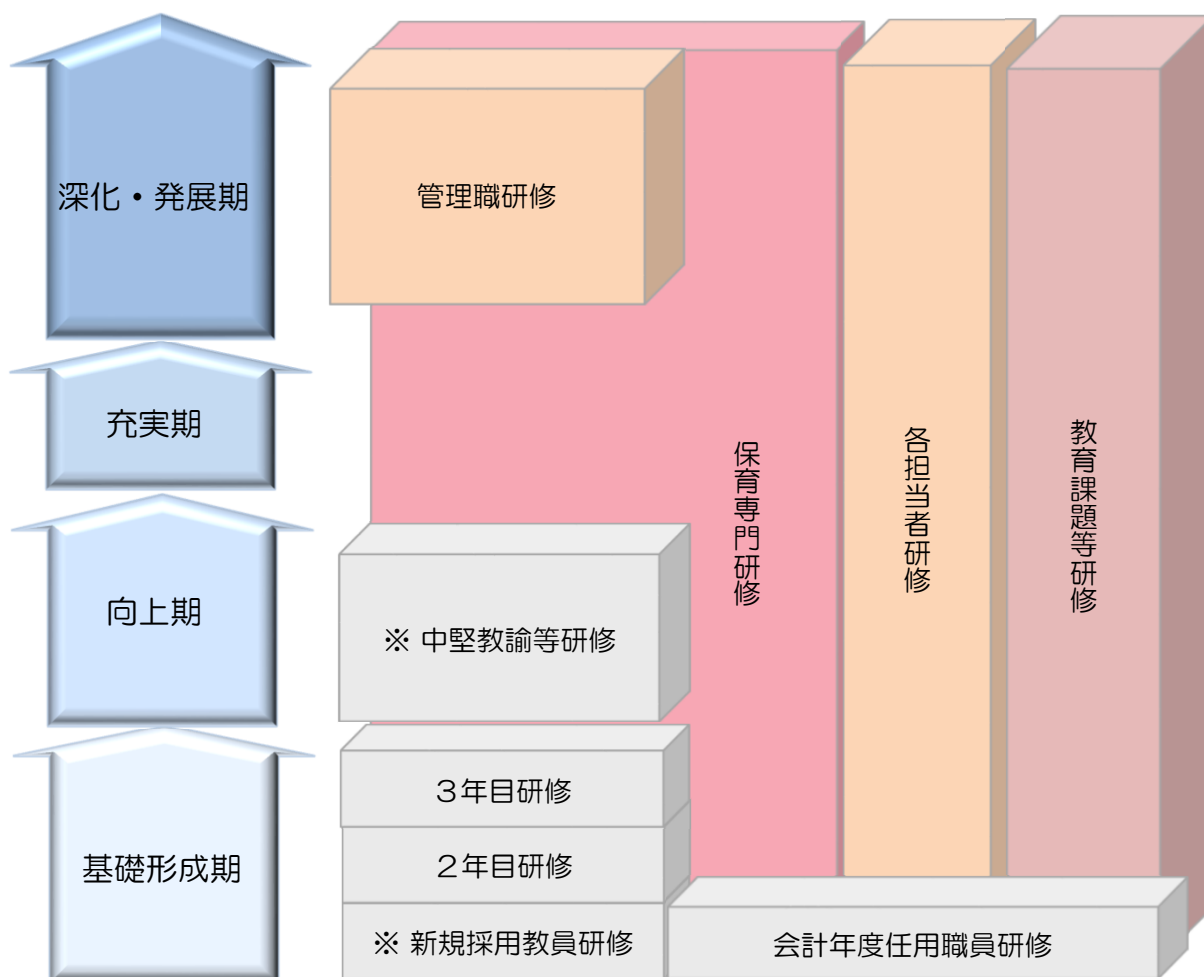 深化・発展期
管理職研修
充実期
保育専門研修
各担当者研修
教育課題等研修
向上期
※ 中堅教諭等研修
３年目研修
基礎形成期
２年目研修
※ 新規採用教員研修
会計年度任用職員研修